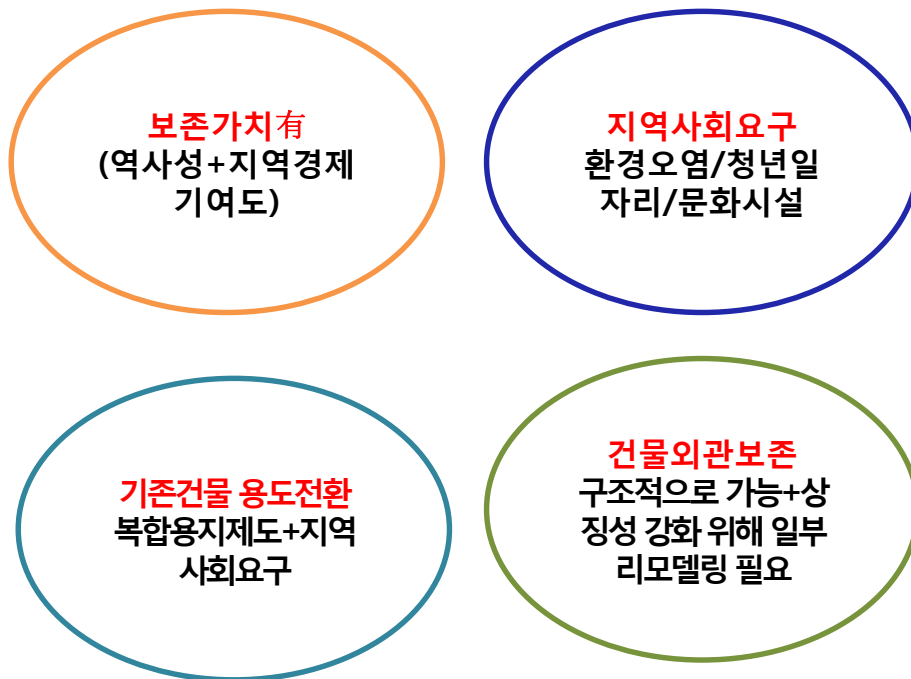 보존가치有
(역사성+지역경제
기여도)
지역사회요구
환경오염/청년일
자리/문화시설
기존건물 용도전환
복합용지제도+지역
사회요구
건물외관보존
구조적으로 가능+상
징성 강화 위해 일부
리모델링 필요